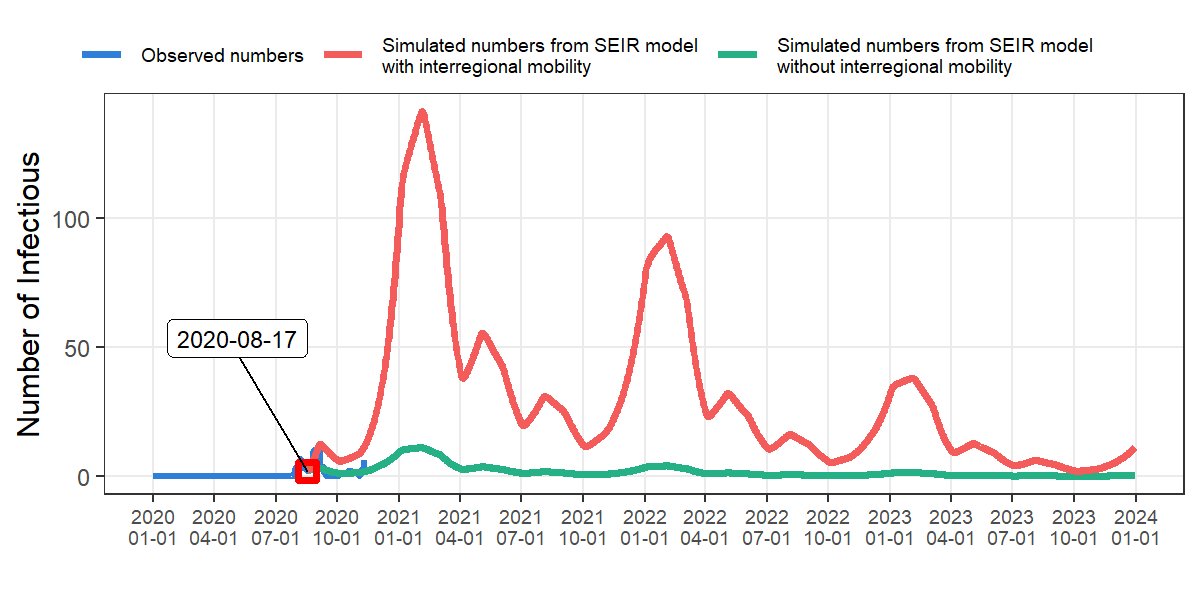 Observed numbers
Simulated numbers from SEIR model
with interregional mobility
Simulated numbers from SEIR model
without interregional mobility
Number of Infectious
100
50
0
2020-08-17
2020 2020 2020 2020 2021 2021 2021 2021 2022 2022 2022 2022 2023 2023 2023 2023 2024
01-01 04-01 07-01 10-01 01-01 04-01 07-01 10-01 01-01 04-01 07-01 10-01 01-01 04-01 07-01 10-01 01-01